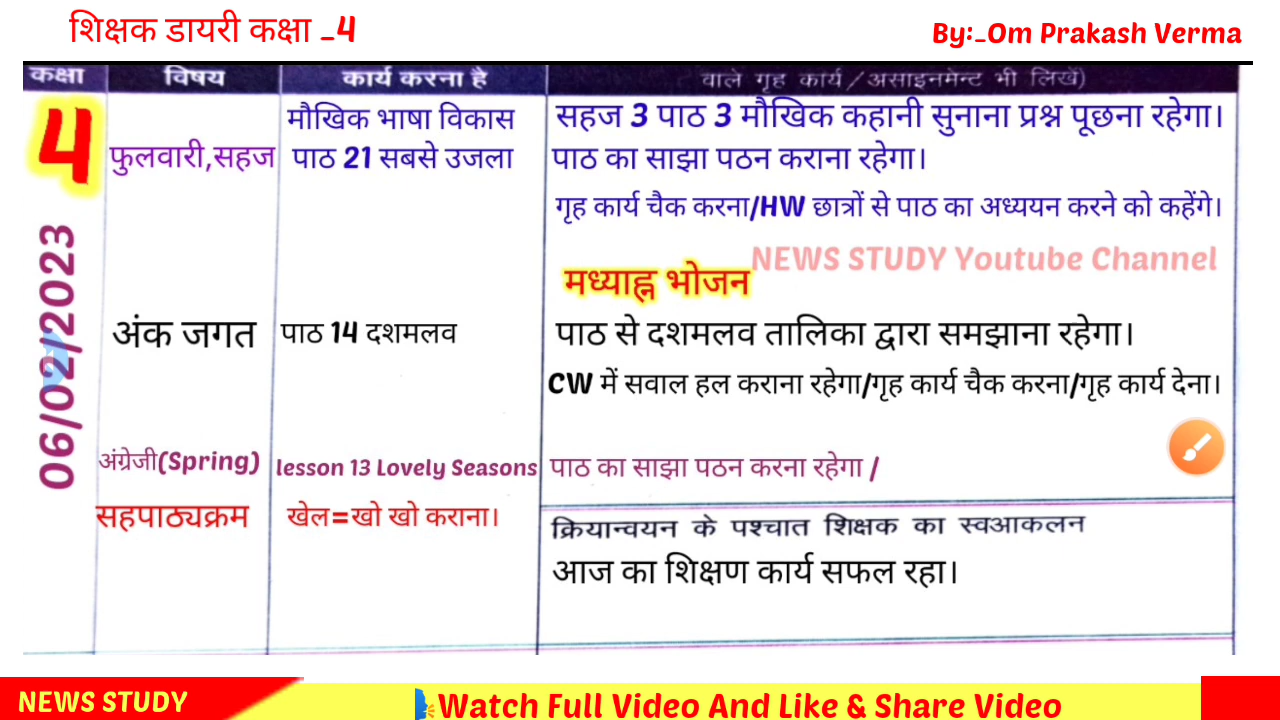 शिक्षक डायरी कक्षा -4
By:-Om Prakash Verma
कक्षा विषय कार्य करना है वाले गृह कार्य/असाइनमेन्ट भी लिखें)
4
06/02/2023
फुलवारी,सहज
मौखिक भाषा विकास
पाठ 21 सबसे उजला
सहज 3 पाठ 3 मौखिक कहानी सुनाना प्रश्न पूछना रहेगा।
पाठ का साझा पठन कराना रहेगा।
गृह कार्य चैक करना/HW छात्रों से पाठ का अध्ययन करने को कहेंगे।
NEWS STUDY Youtube Channel
मध्याह्न भोजन
अंक जगत पाठ 14 दशमलव पाठ से दशमलव तालिका द्वारा समझाना रहेगा।
CW में सवाल हल कराना रहेगा/गृह कार्य चैक करना/गृह कार्य देना।
अंग्रेजी(Spring) lesson 13 Lovely Seasons पाठ का साझा पठन करना रहेगा /
सहपाठ्यक्रम खेल=खो खो कराना।
क्रियान्वयन के पश्चात शिक्षक का स्वआकलन
आज का शिक्षण कार्य सफल रहा।
NEWS STUDY
Watch Full Video And Like & Share Video